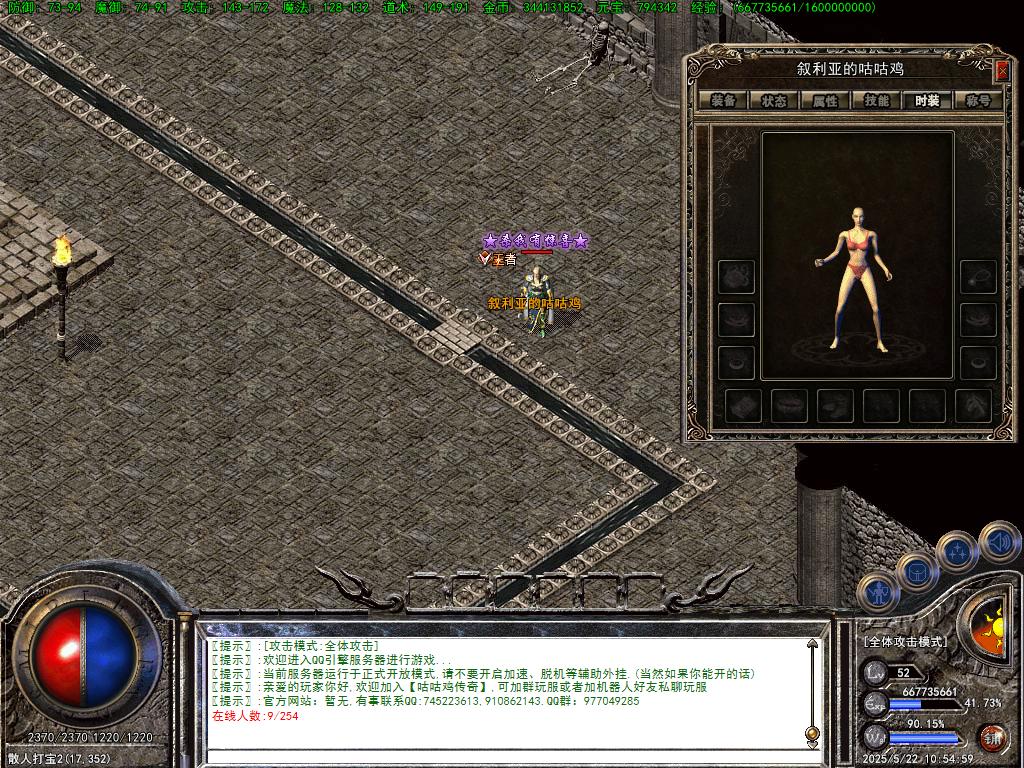 防御: 73-94 魔御: 74-91 攻击: 143-172 魔法: 128-132 道术: 149-191 金币: 344131852 元宝: 794342 经验: (667735661/1600000000)
叙利亚的咕咕鸡
装备 状态 属性 技能 时装 称号
☆杀我有惊喜☆
王者
叙利亚的咕咕鸡
〖提示〗:[攻击模式:全体攻击]
〖提示〗:欢迎进入QQ引擎服务器进行游戏...
〖提示〗:当前服务器运行于正式开放模式,请不要开启加速、脱机等辅助外挂.(当然如果你能开的话)
〖提示〗:亲爱的玩家你好,欢迎加入【咕咕鸡传奇】,可加群玩服或者加机器人好友私聊玩服
〖提示〗:官方网站: 暂无,有事联系QQ:745223613,910862143.QQ群: 977049285
在线人数:9/254
2370/2370 1220/1220
散人打宝2(17,352)
[全体攻击模式]
Lv 52
667735661
Exp 41.73%
90.15%
W
铺
2025/5/22 10:54:59